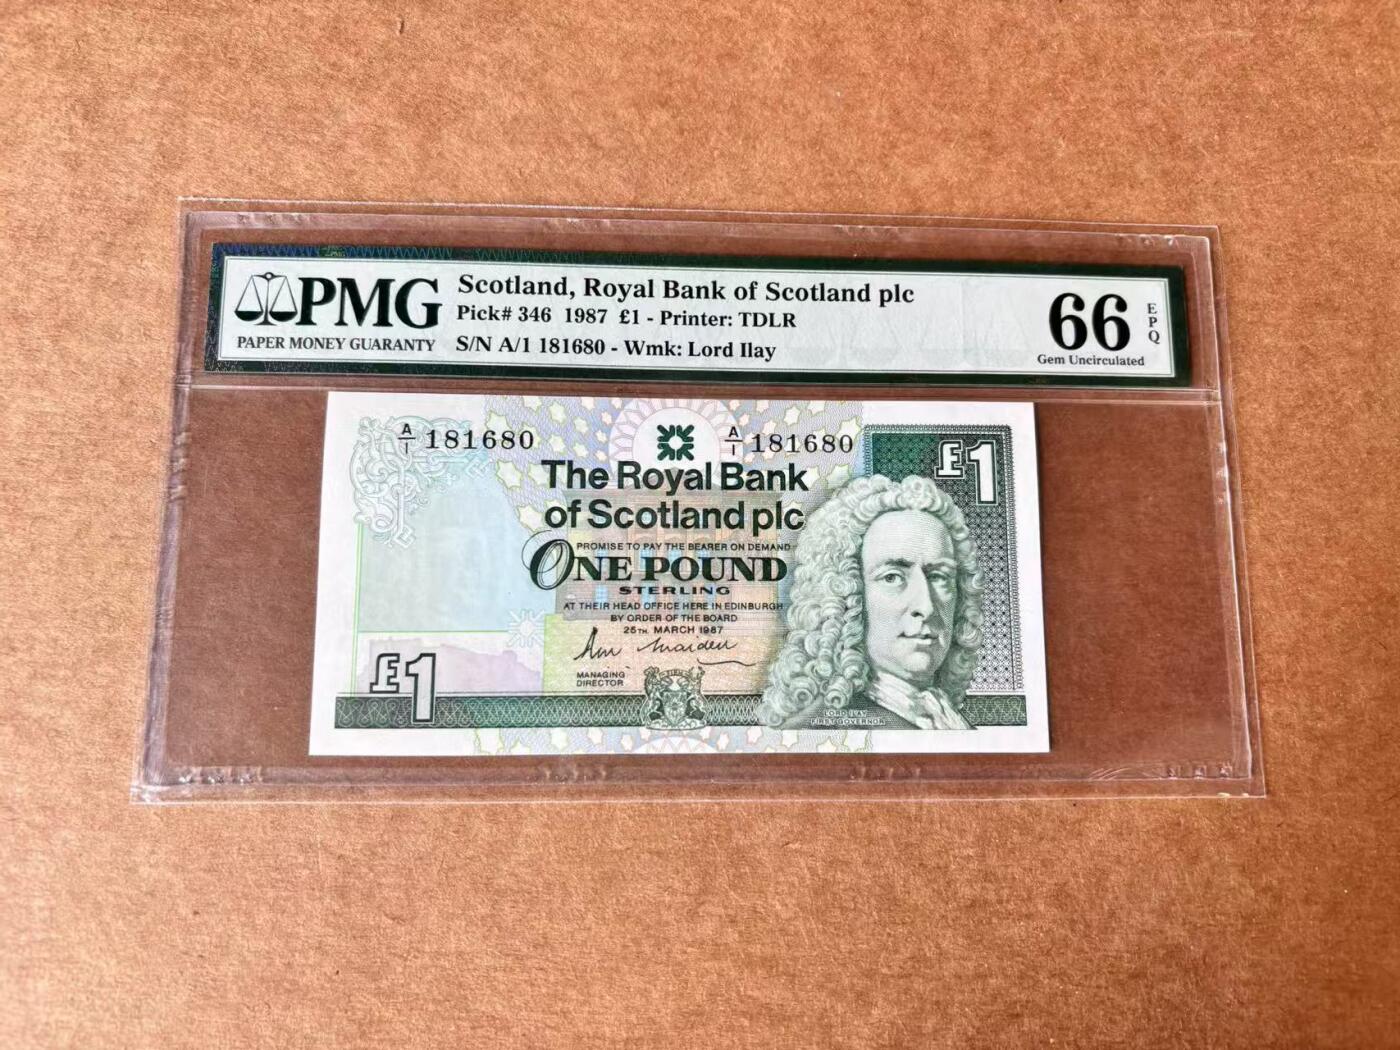 PMG
PAPER MONEY GUARANTY
Scotland, Royal Bank of Scotland plc
Pick# 346 1987 £1 - Printer: TDLR
S/N A/1 181680 - Wmk: Lord Ilay
66
EPQ
Gem Uncirculated
A/1 181680
A/1 181680
£1
The Royal Bank
of Scotland plc
PROMISE TO PAY THE BEARER ON DEMAND
ONE POUND
STERLING
AT THEIR HEAD OFFICE HERE IN EDINBURGH
BY ORDER OF THE BOARD
25TH MARCH 1987
MANAGING
DIRECTOR
£1
LORD ILAY
FIRST GOVERNOR